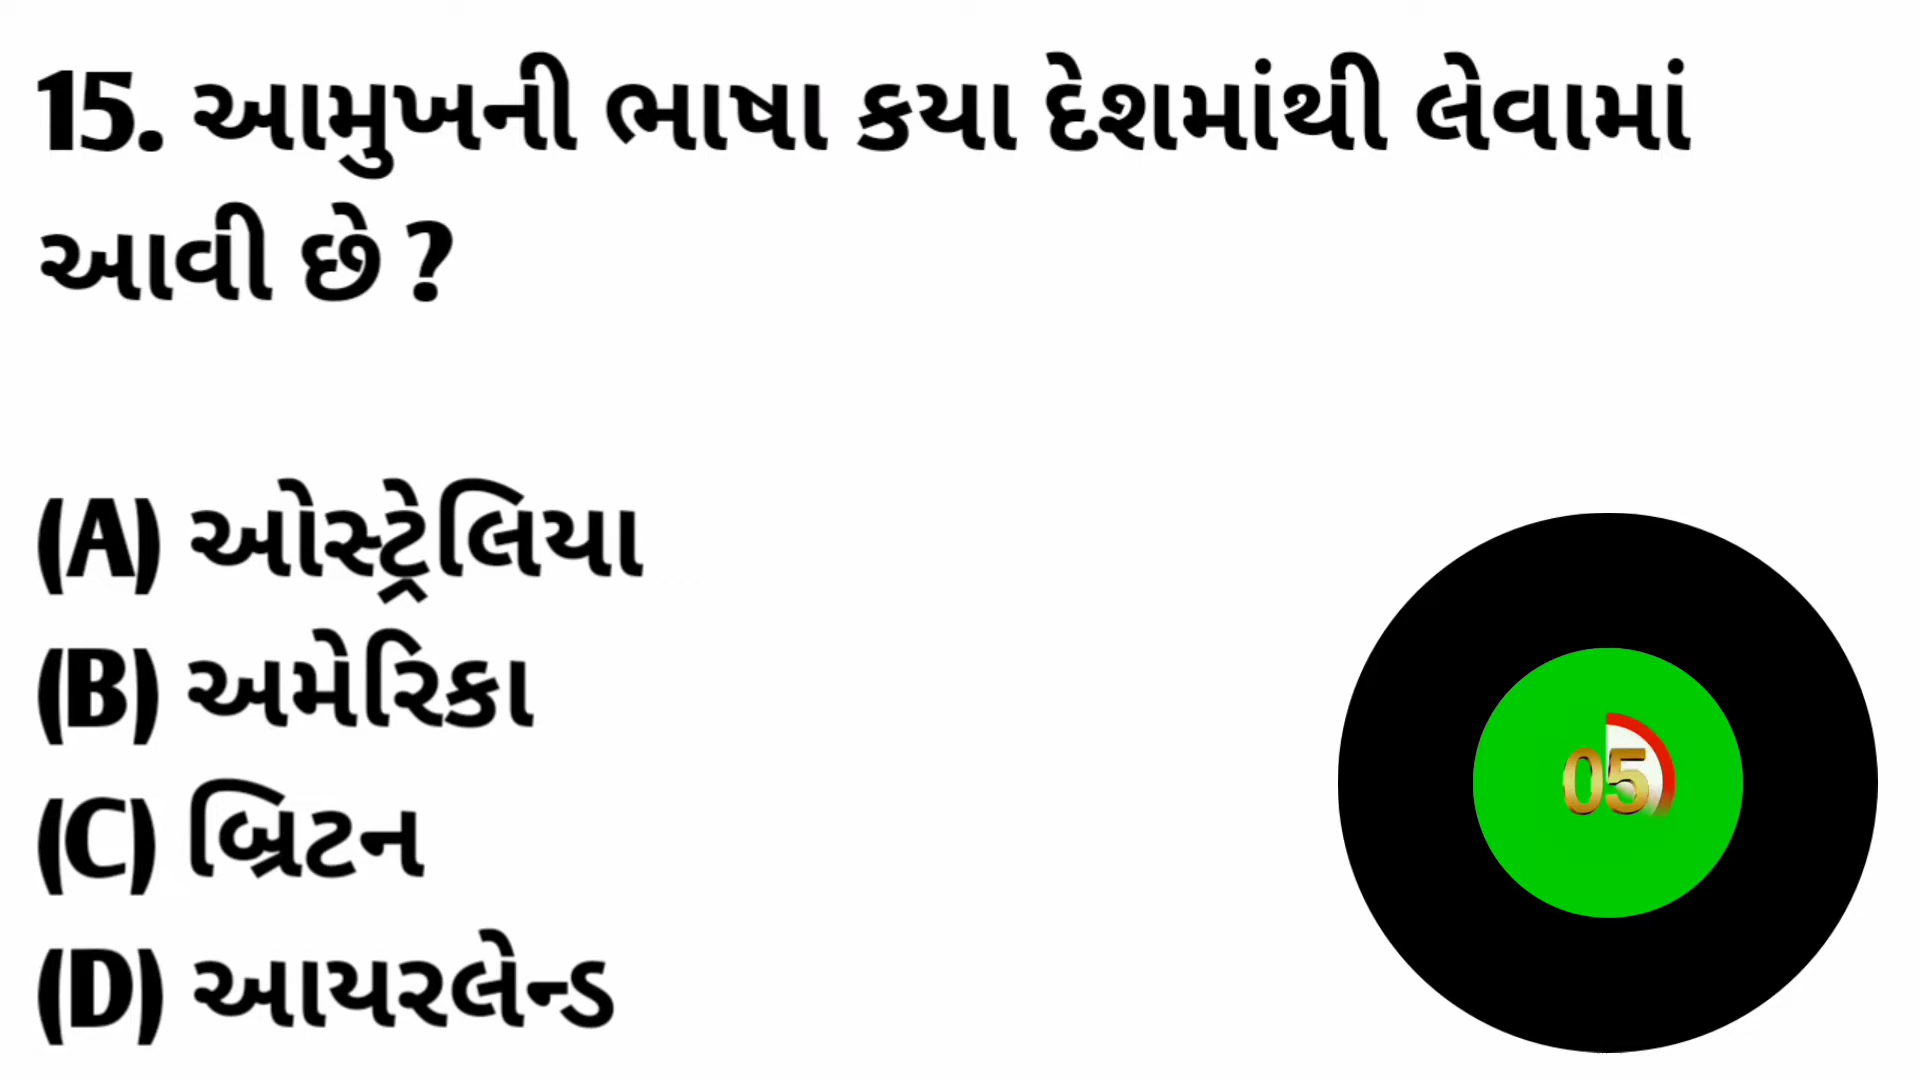 15. આમુખની ભાષા કયા દેશમાંથી લેવામાં
આવી છે ?
(A) ઓસ્ટ્રેલિયા
(B) અમેરિકા
(C) બ્રિટન
(D) આયરલેન્ડ
05